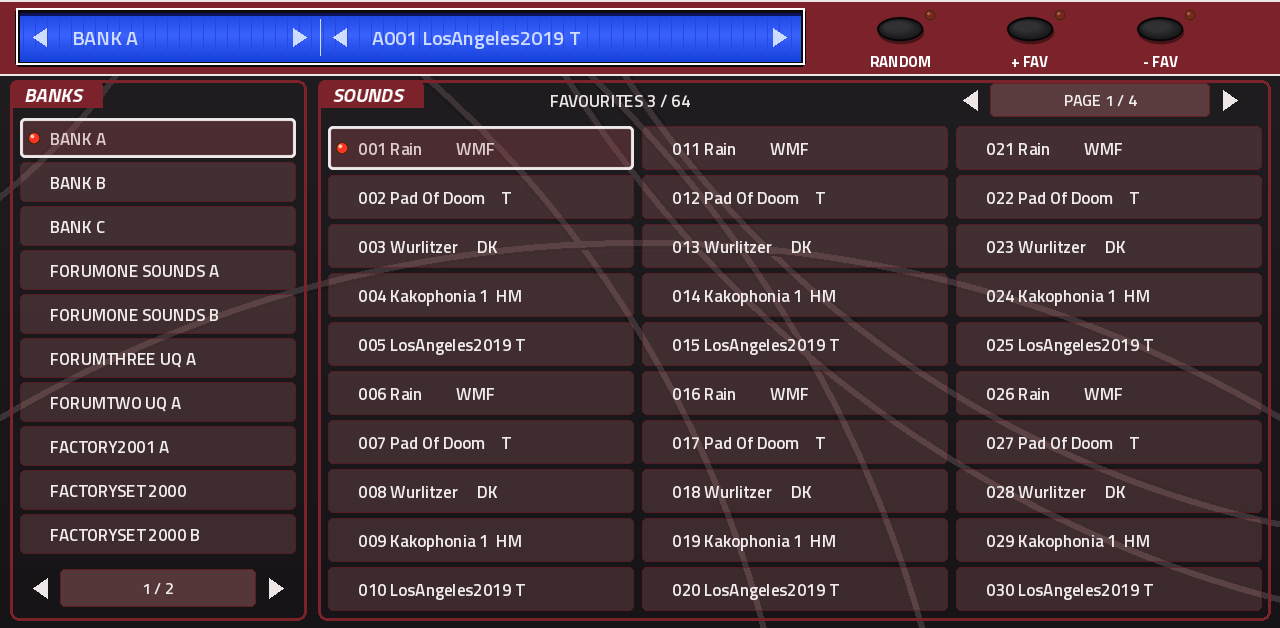 BANK A A001 LosAngeles2019 T
RANDOM + FAV - FAV
BANKS
BANK A
BANK B
BANK C
FORUMONE SOUNDS A
FORUMONE SOUNDS B
FORUMTHREE UQ A
FORUMTWO UQ A
FACTORY2001 A
FACTORYSET2000
FACTORYSET2000 B
1 / 2
SOUNDS FAVOURITES 3 / 64 PAGE 1 / 4
001 Rain WMF 011 Rain WMF 021 Rain WMF
002 Pad Of Doom T 012 Pad Of Doom T 022 Pad Of Doom T
003 Wurlitzer DK 013 Wurlitzer DK 023 Wurlitzer DK
004 Kakophonia 1 HM 014 Kakophonia 1 HM 024 Kakophonia 1 HM
005 LosAngeles2019 T 015 LosAngeles2019 T 025 LosAngeles2019 T
006 Rain WMF 016 Rain WMF 026 Rain WMF
007 Pad Of Doom T 017 Pad Of Doom T 027 Pad Of Doom T
008 Wurlitzer DK 018 Wurlitzer DK 028 Wurlitzer DK
009 Kakophonia 1 HM 019 Kakophonia 1 HM 029 Kakophonia 1 HM
010 LosAngeles2019 T 020 LosAngeles2019 T 030 LosAngeles2019 T